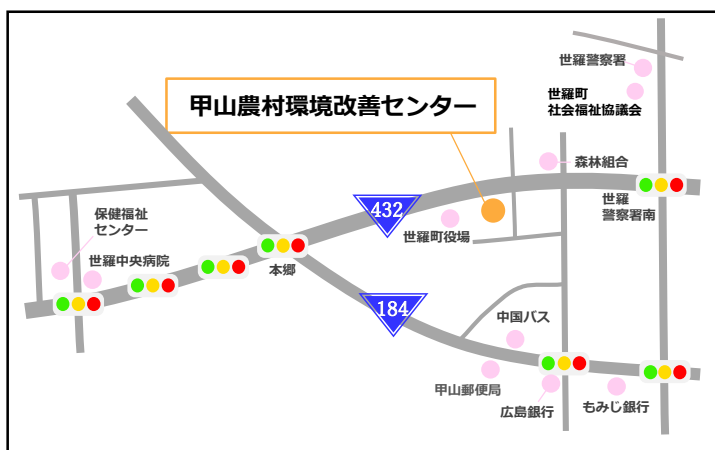 世羅警察署
世羅町
社会福祉協議会
甲山農村環境改善センター
森林組合
世羅
警察署南
432
世羅町役場
保健福祉
センター
世羅中央病院
本郷
184
中国バス
甲山郵便局
広島銀行
もみじ銀行